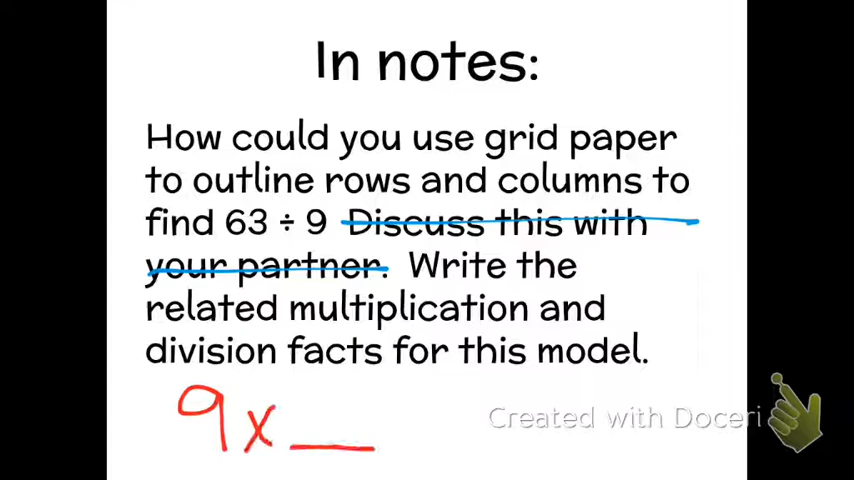 In notes:
How could you use grid paper
to outline rows and columns to
find 63 ÷ 9 Discuss this with
your partner. Write the
related multiplication and
division facts for this model.
9 x ___
Created with Doceri